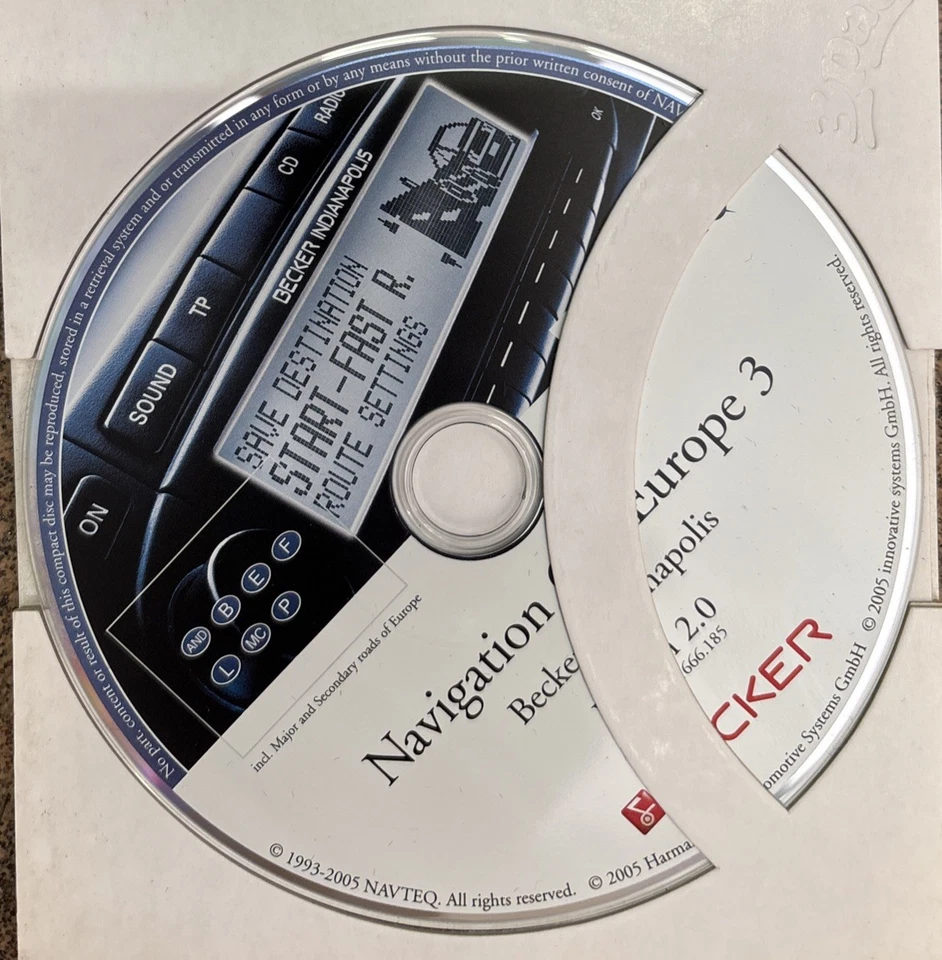 No part, content or result of this compact disc may be reproduced, stored in a retrieval system and or transmitted in any form or by any means without the prior written consent of NAV
ON
SOUND
TP
CD
RADIO
BECKER INDIANAPOLIS
OK
SAVE DESTINATION
START-FAST R.
ROUTE SETTINGS
AND B E F
L MC P
incl. Major and Secondary roads of Europe
Navigation Europe 3
Becke napolis
2.0
666.185
CKER
© 1993-2005 NAVTEQ. All rights reserved. © 2005 Harma omotive Systems GmbH © 2005 innovative systems GmbH. All rights reserved.